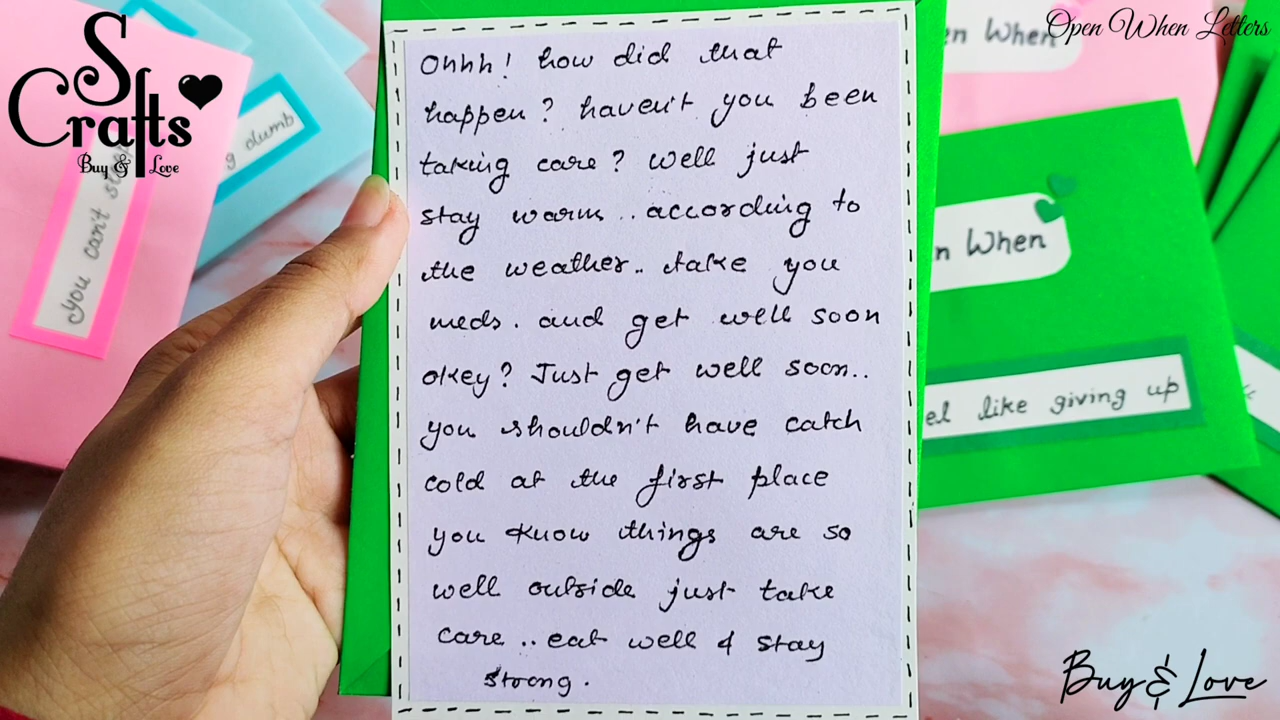 S
Crafts
Buy & Love
Open When Letters
you can't s
g dumb
Ohhh! how did that
happen? haven't you been
taking care? Well just
stay warm.. according to
the weather.. take you
meds. and get well soon
okey? Just get well soon..
you shouldn't have catch
cold at the first place
you know things are so
well outside just take
care.. eat well & stay
strong.
en When
n When
el like giving up
Buy & Love